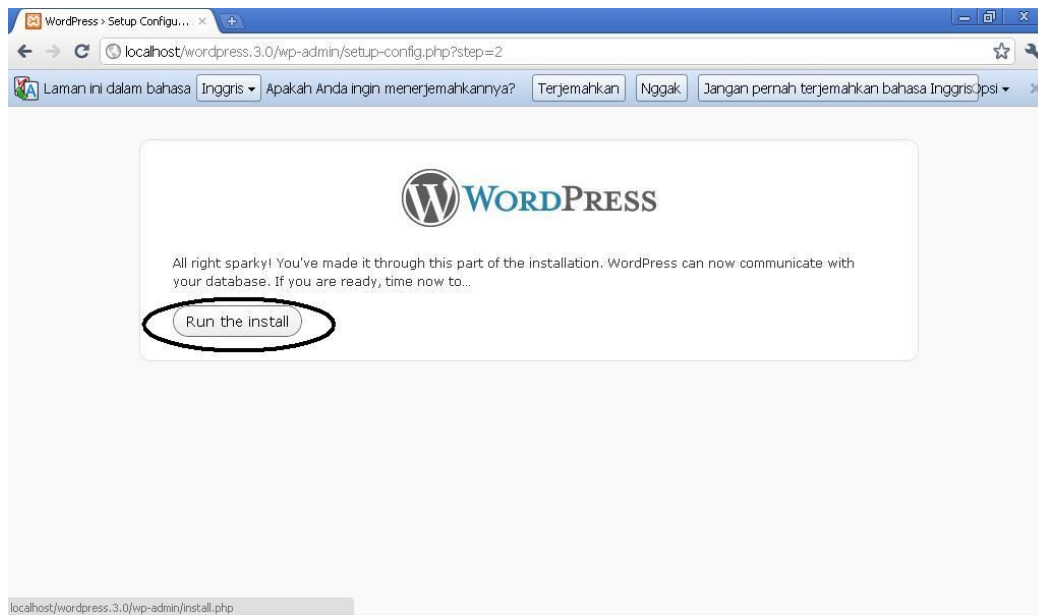 WordPress › Setup Configu...
localhost/wordpress.3.0/wp-admin/setup-config.php?step=2
Laman ini dalam bahasa Inggris Apakah Anda ingin menerjemahkannya? Terjemahkan Nggak Jangan pernah terjemahkan bahasa Inggris Opsi
WORDPRESS
All right sparky! You've made it through this part of the installation. WordPress can now communicate with
your database. If you are ready, time now to...
Run the install
localhost/wordpress.3.0/wp-admin/install.php